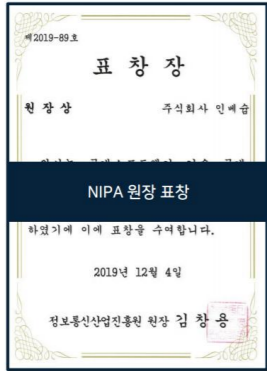 제2019-89호
표 창 장
원 장 상 주식회사 인베슘
NIPA 원장 표창
하였기에 이에 표창을 수여합니다.
2019년 12월 4일
정보통신산업진흥원 원장 김 창 용